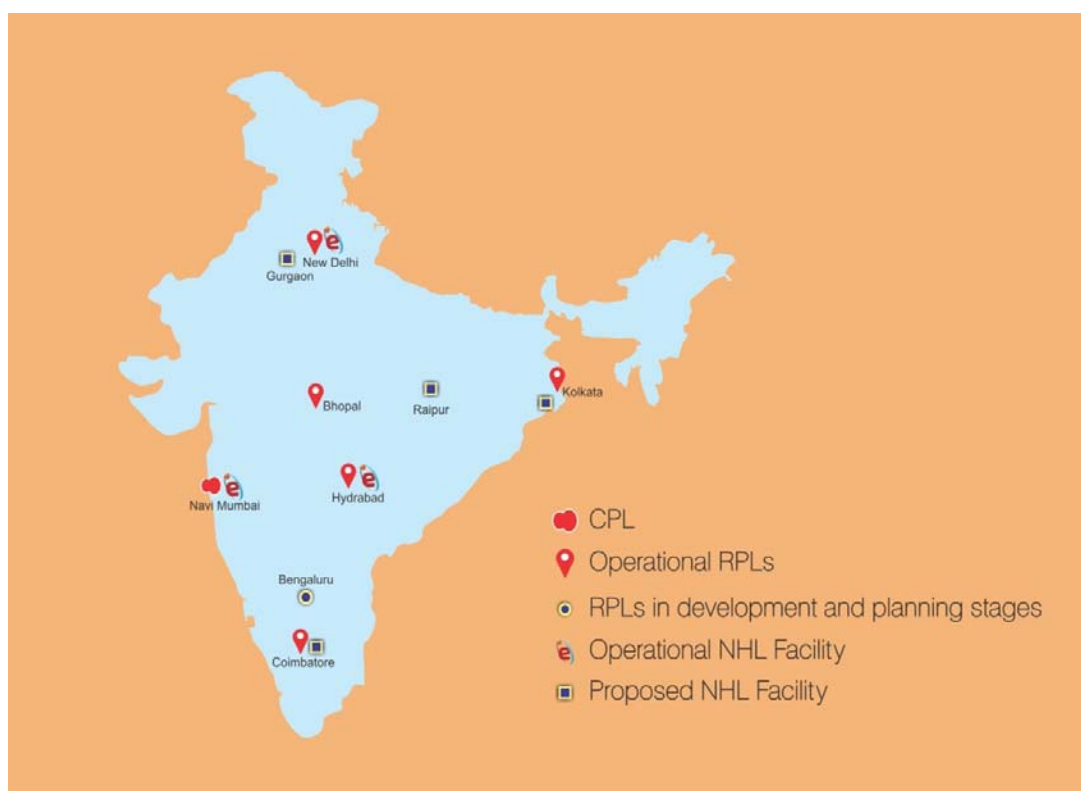 New Delhi
Gurgaon
Bhopal
Raipur
Kolkata
Navi Mumbai
Hydrabad
Bengaluru
Coimbatore
CPL
Operational RPLs
RPLs in development and planning stages
Operational NHL Facility
Proposed NHL Facility